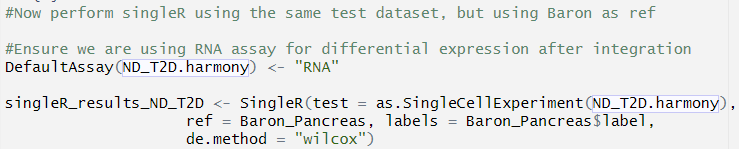 #Now perform singleR using the same test dataset, but using Baron as ref
#Ensure we are using RNA assay for differential expression after integration
DefaultAssay(ND_T2D.harmony) <- "RNA"
singleR_results_ND_T2D <- SingleR(test = as.SingleCellExperiment(ND_T2D.harmony),
ref = Baron_Pancreas, labels = Baron_Pancreas$label,
de.method = "wilcox")